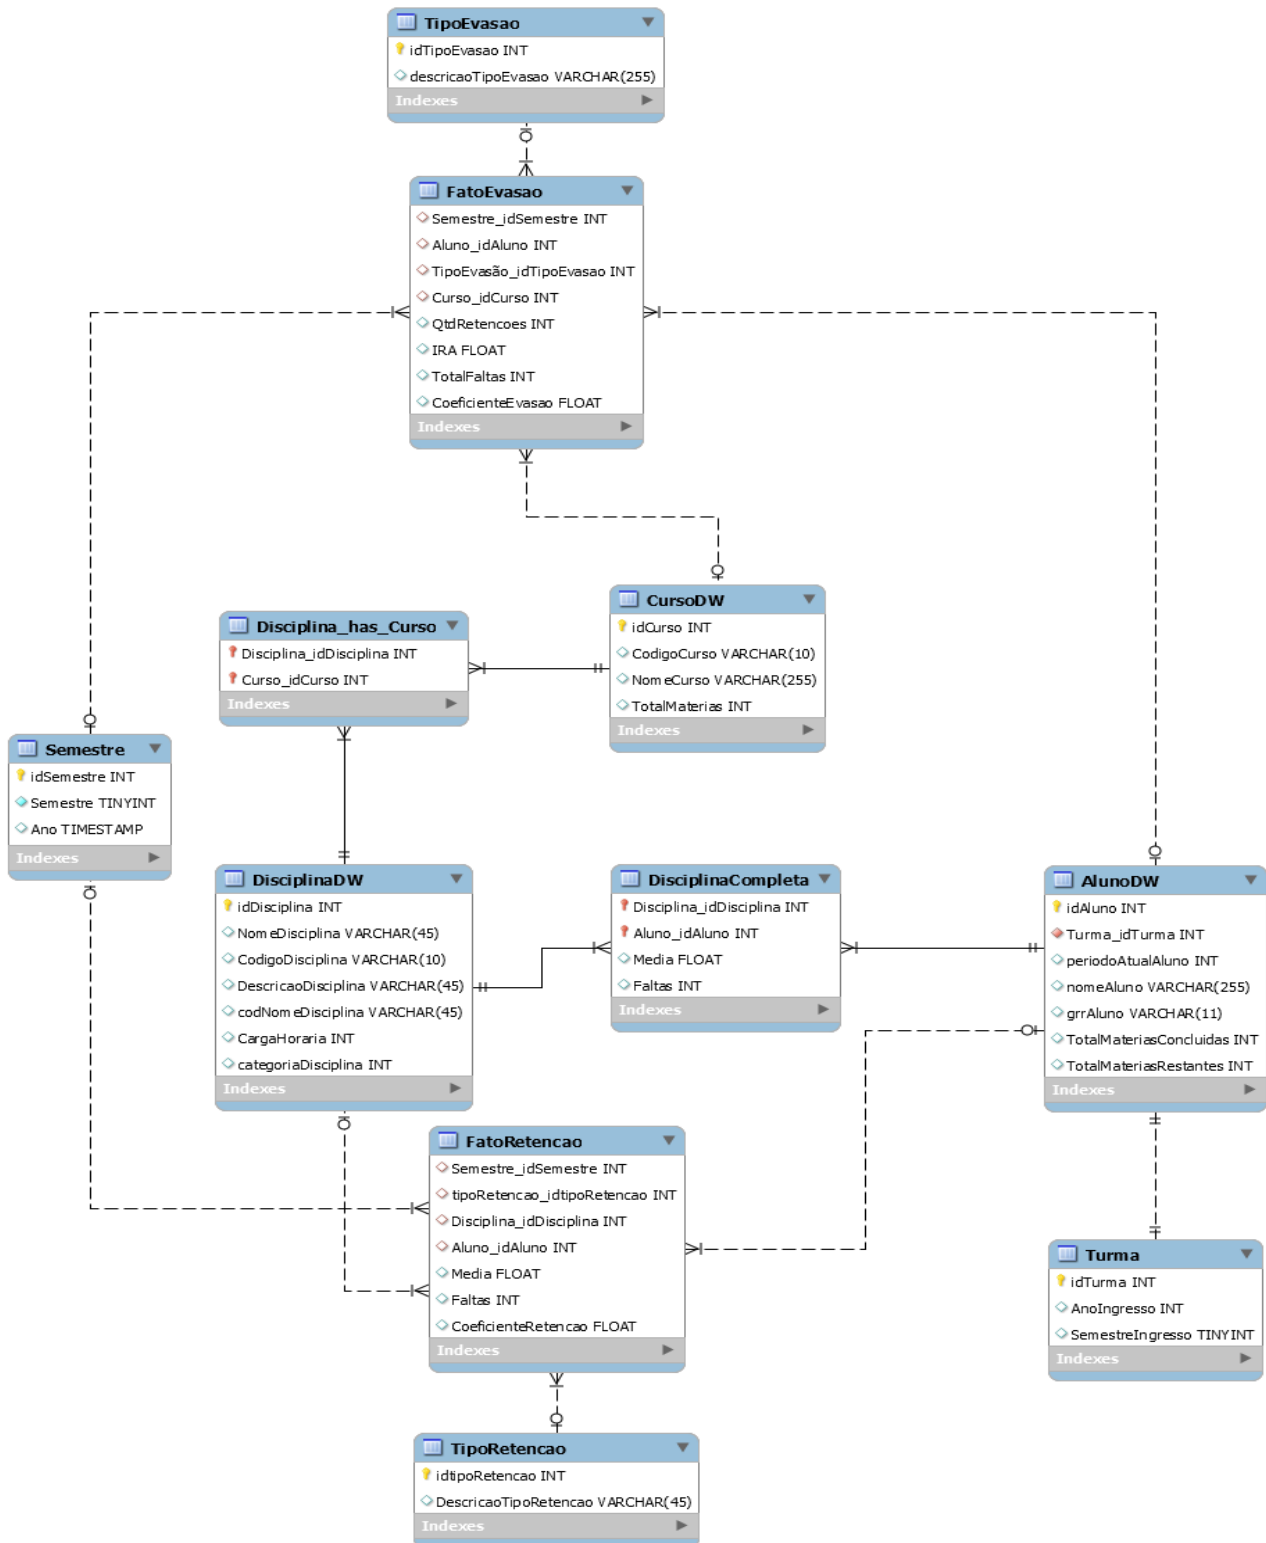 TipoEvasao
idTipoEvasao INT
descricaoTipoEvasao VARCHAR(255)
Indexes
FatoEvasao
Semestre_idSemestre INT
Aluno_idAluno INT
TipoEvasão_idTipoEvasao INT
Curso_idCurso INT
QtdRetencoes INT
IRA FLOAT
TotalFaltas INT
CoeficienteEvasao FLOAT
Indexes
CursoDW
idCurso INT
CodigoCurso VARCHAR(10)
NomeCurso VARCHAR(255)
TotalMaterias INT
Indexes
Disciplina_has_Curso
Disciplina_idDisciplina INT
Curso_idCurso INT
Indexes
Semestre
idSemestre INT
Semestre TINYINT
Ano TIMESTAMP
Indexes
DisciplinaDW
idDisciplina INT
NomeDisciplina VARCHAR(45)
CodigoDisciplina VARCHAR(10)
DescricaoDisciplina VARCHAR(45)
codNomeDisciplina VARCHAR(45)
CargaHoraria INT
categoriaDisciplina INT
Indexes
DisciplinaCompleta
Disciplina_idDisciplina INT
Aluno_idAluno INT
Media FLOAT
Faltas INT
Indexes
AlunoDW
idAluno INT
Turma_idTurma INT
periodoAtualAluno INT
nomeAluno VARCHAR(255)
grrAluno VARCHAR(11)
TotalMateriasConcluidas INT
TotalMateriasRestantes INT
Indexes
FatoRetencao
Semestre_idSemestre INT
tipoRetencao_idtipoRetencao INT
Disciplina_idDisciplina INT
Aluno_idAluno INT
Media FLOAT
Faltas INT
CoeficienteRetencao FLOAT
Indexes
Turma
idTurma INT
AnoIngresso INT
SemestreIngresso TINYINT
Indexes
TipoRetencao
idtipoRetencao INT
DescricaoTipoRetencao VARCHAR(45)
Indexes